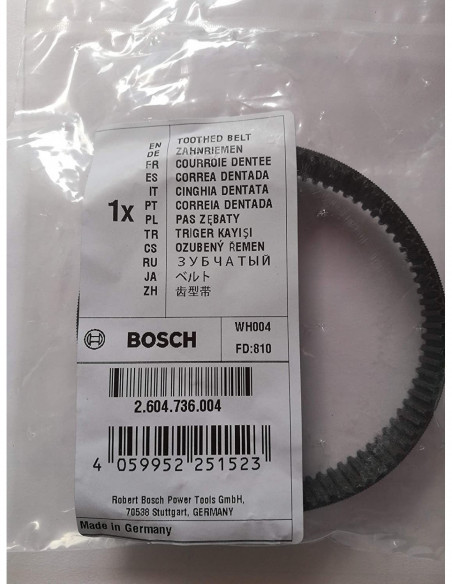 1x
EN TOOTHED BELT
DE ZAHNRIEMEN
FR COURROIE DENTEE
ES CORREA DENTADA
IT CINGHIA DENTATA
PT CORREIA DENTADA
PL PAS ZĘBATY
TR TRİGER KAYIŞI
CS OZUBENÝ ŘEMEN
RU ЗУБЧАТЫЙ
JA ベルト
ZH 齿型带
BOSCH
WH004
FD:810
2.604.736.004
4 059952 251523
Robert Bosch Power Tools GmbH,
70538 Stuttgart, GERMANY
Made in Germany